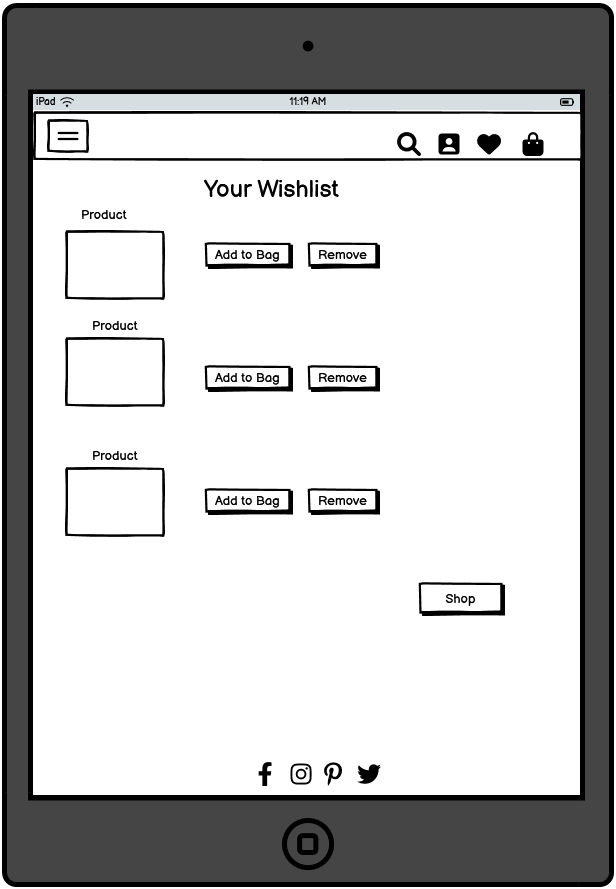 iPad 11:19 AM
Your Wishlist
Product
Add to Bag Remove
Product
Add to Bag Remove
Product
Add to Bag Remove
Shop